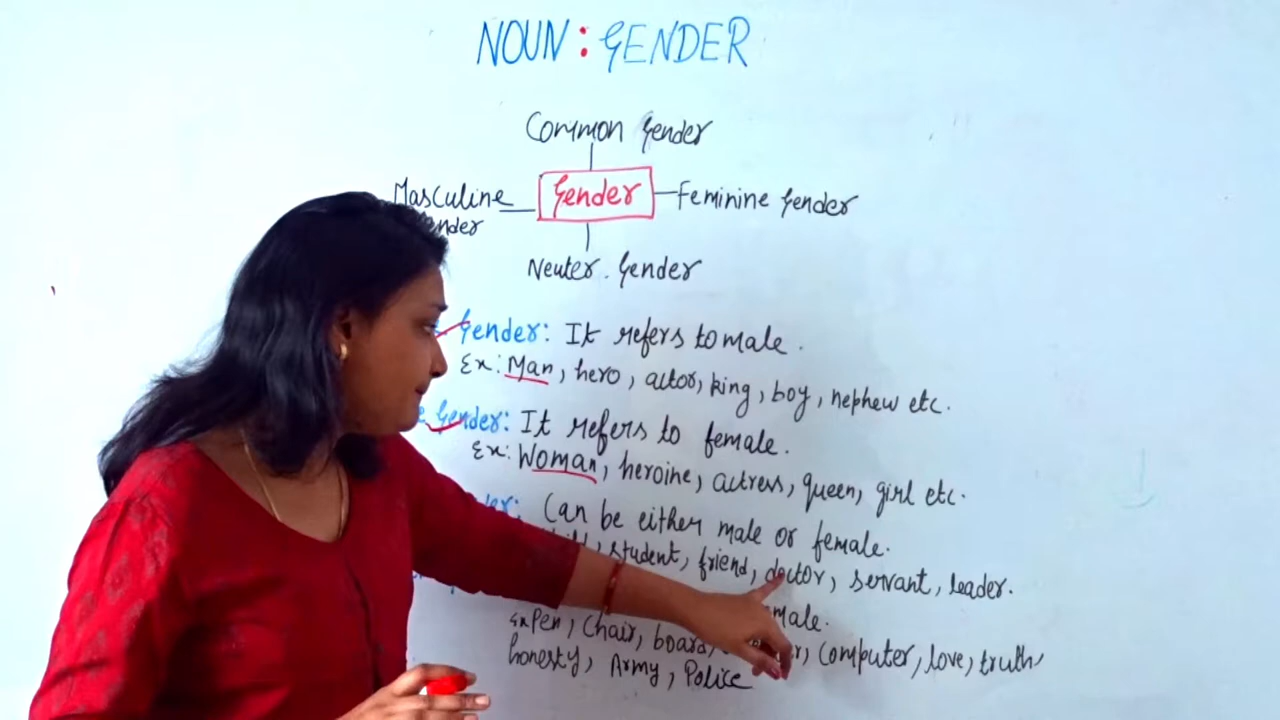 NOUN : GENDER
Common Gender
Masculine Gender – Feminine Gender
ender
Neuter Gender
Gender: It refers to male.
Ex: Man, hero, actor, king, boy, nephew etc.
Gender: It refers to female.
Ex: Woman, heroine, actress, queen, girl etc.
Can be either male or female.
student, friend, doctor, servant, leader.
male.
Ex Pen, Chair, board, computer, love, truth,
honesty, Army, Police